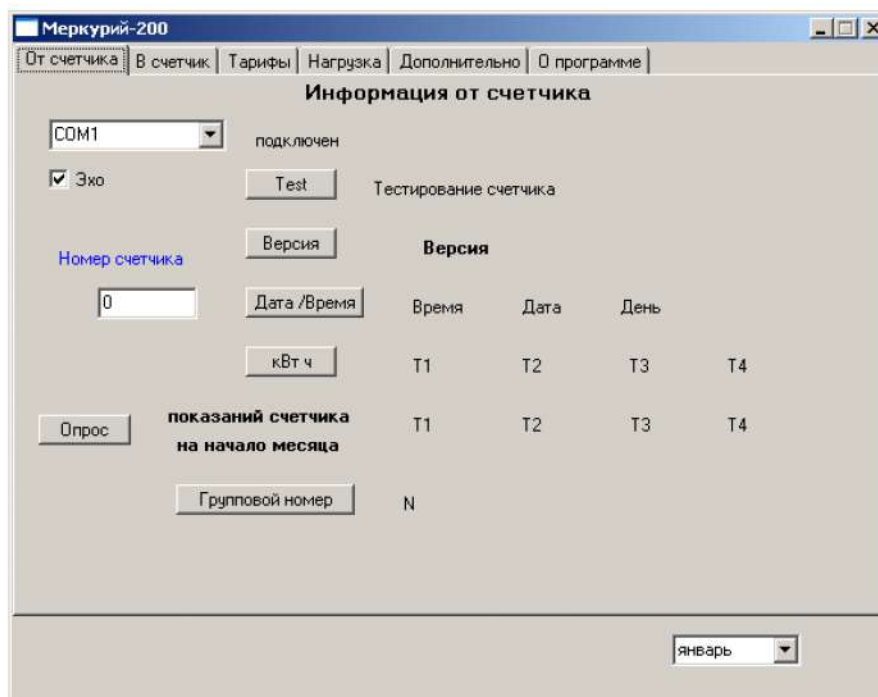 Меркурий-200
От счетчика В счетчик Тарифы Нагрузка Дополнительно О программе
Информация от счетчика
COM1 подключен
Эхо Test Тестирование счетчика
Версия Версия
Номер счетчика
0 Дата /Время Время Дата День
кВт ч T1 T2 T3 T4
показаний счетчика T1 T2 T3 T4
Опрос
на начало месяца
Групповой номер N
январь